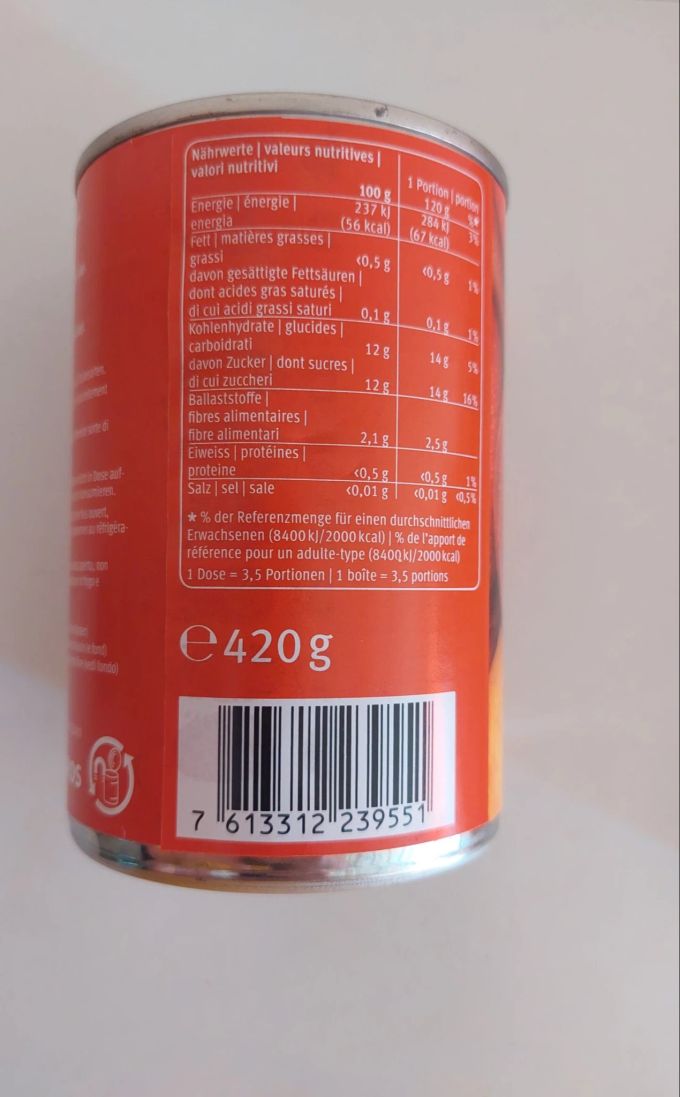 Nährwerte | valeurs nutritives |
valori nutritivi
1 Portion | portion
100 g 120 g %*
Energie | énergie | 237 kJ 284 kJ 3%
energia (56 kcal) (67 kcal)
Fett | matières grasses |
grassi <0,5 g <0,5 g 1%
davon gesättigte Fettsäuren |
dont acides gras saturés |
di cui acidi grassi saturi 0,1 g 0,1 g 1%
Kohlenhydrate | glucides |
carboidrati 12 g 14 g 5%
davon Zucker | dont sucres |
di cui zuccheri 12 g 14 g 16%
Ballaststoffe |
fibres alimentaires |
fibre alimentari 2,1 g 2,5 g
Eiweiss | protéines |
proteine <0,5 g <0,5 g 1%
Salz | sel | sale <0,01 g <0,01 g <0,5%
* % der Referenzmenge für einen durchschnittlichen
Erwachsenen (8400 kJ/2000 kcal) | % de l'apport de
référence pour un adulte-type (8400 kJ/2000 kcal)
1 Dose = 3,5 Portionen | 1 boîte = 3,5 portions
e 420 g
7 613312 239551
in Dose auf-
(vedi fondo)